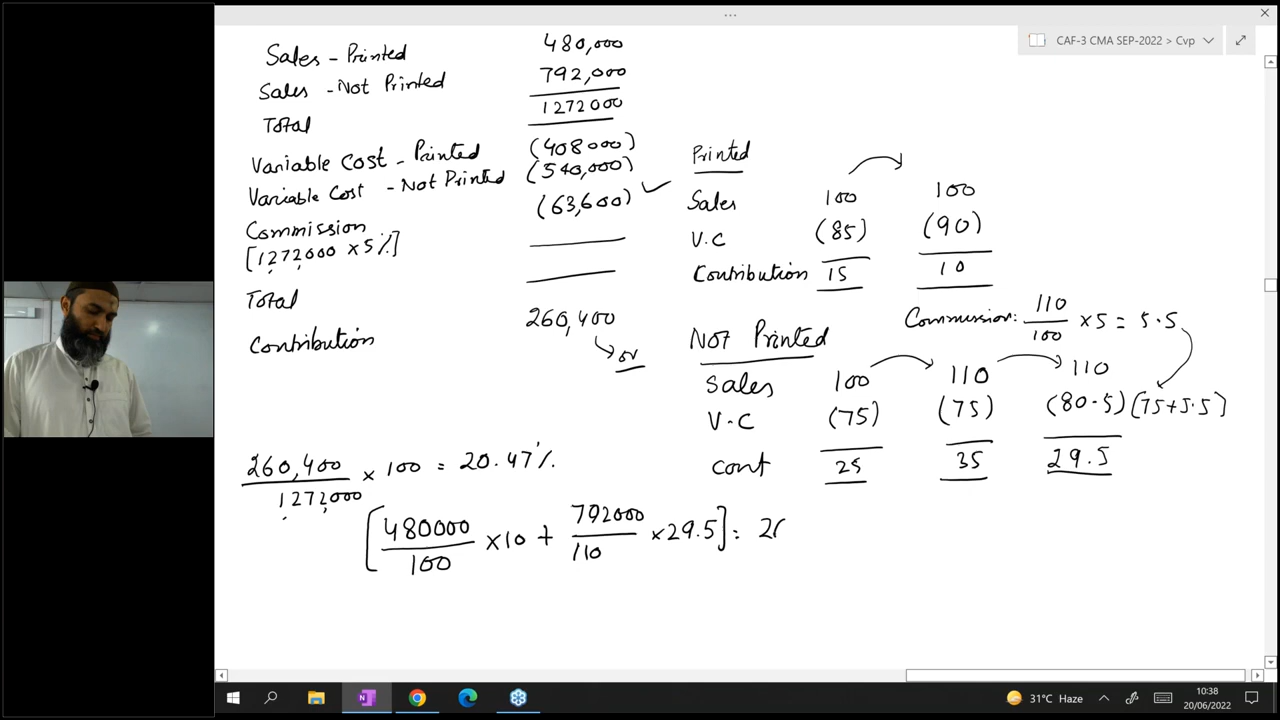 CAF-3 CMA SEP-2022 > Cvp
Sales - Printed 480,000
Sales - Not Printed 792,000
Total 1272000
Variable Cost - Printed (408000)
Variable Cost - Not Printed (540,000)
Commission (63,600)
[1272000 x 5%]
Total
Contribution 260,400
or
260,400 / 1272000 x 100 = 20.47%
Printed
Sales 100 100
V.C (85) (90)
Contribution 15 10
Commission: 110/100 x 5 = 5.5
NOT Printed
Sales 100 110 110
V.C (75) (75) (80.5) [75+5.5]
Cont 25 35 29.5
[480000/100 x 10 + 792000/110 x 29.5] = 26
31°C Haze
10:38
20/06/2022